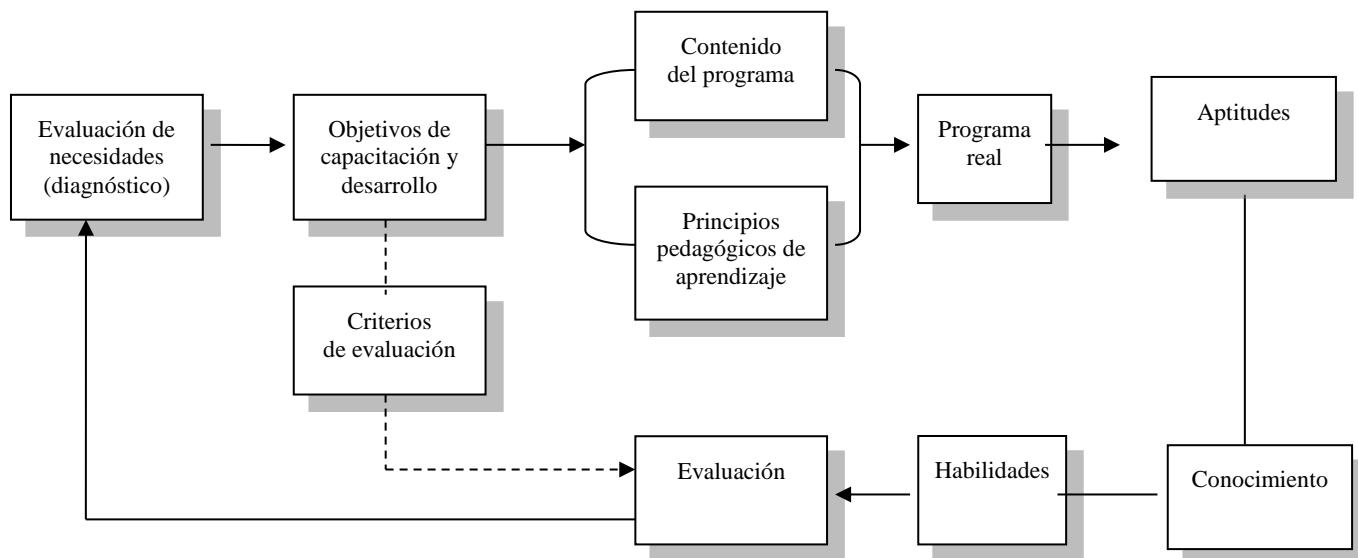 Evaluación de
necesidades
(diagnóstico)
Objetivos de
capacitación y
desarrollo
Contenido
del programa
Principios
pedagógicos de
aprendizaje
Programa
real
Aptitudes
Criterios
de evaluación
Evaluación
Habilidades
Conocimiento